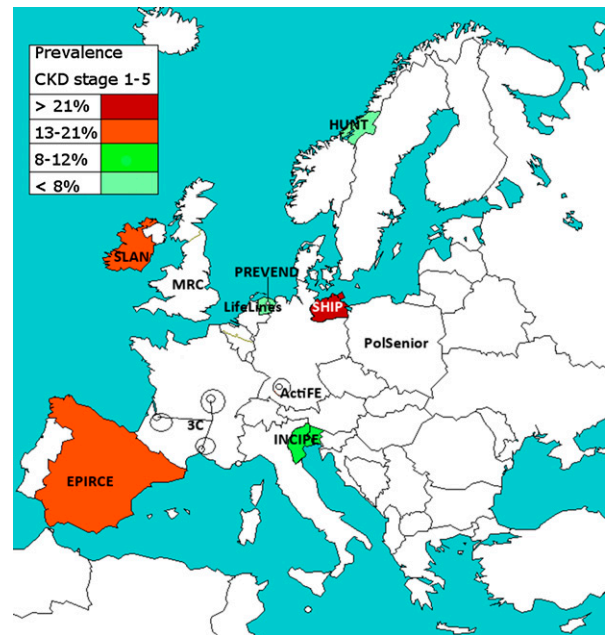 Prevalence
CKD stage 1-5
> 21%
13-21%
8-12%
< 8%
HUNT
SLAN
MRC
PREVEND
LifeLines
SHIP
PolSenior
ActiFE
3C
INCIPE
EPIRCE